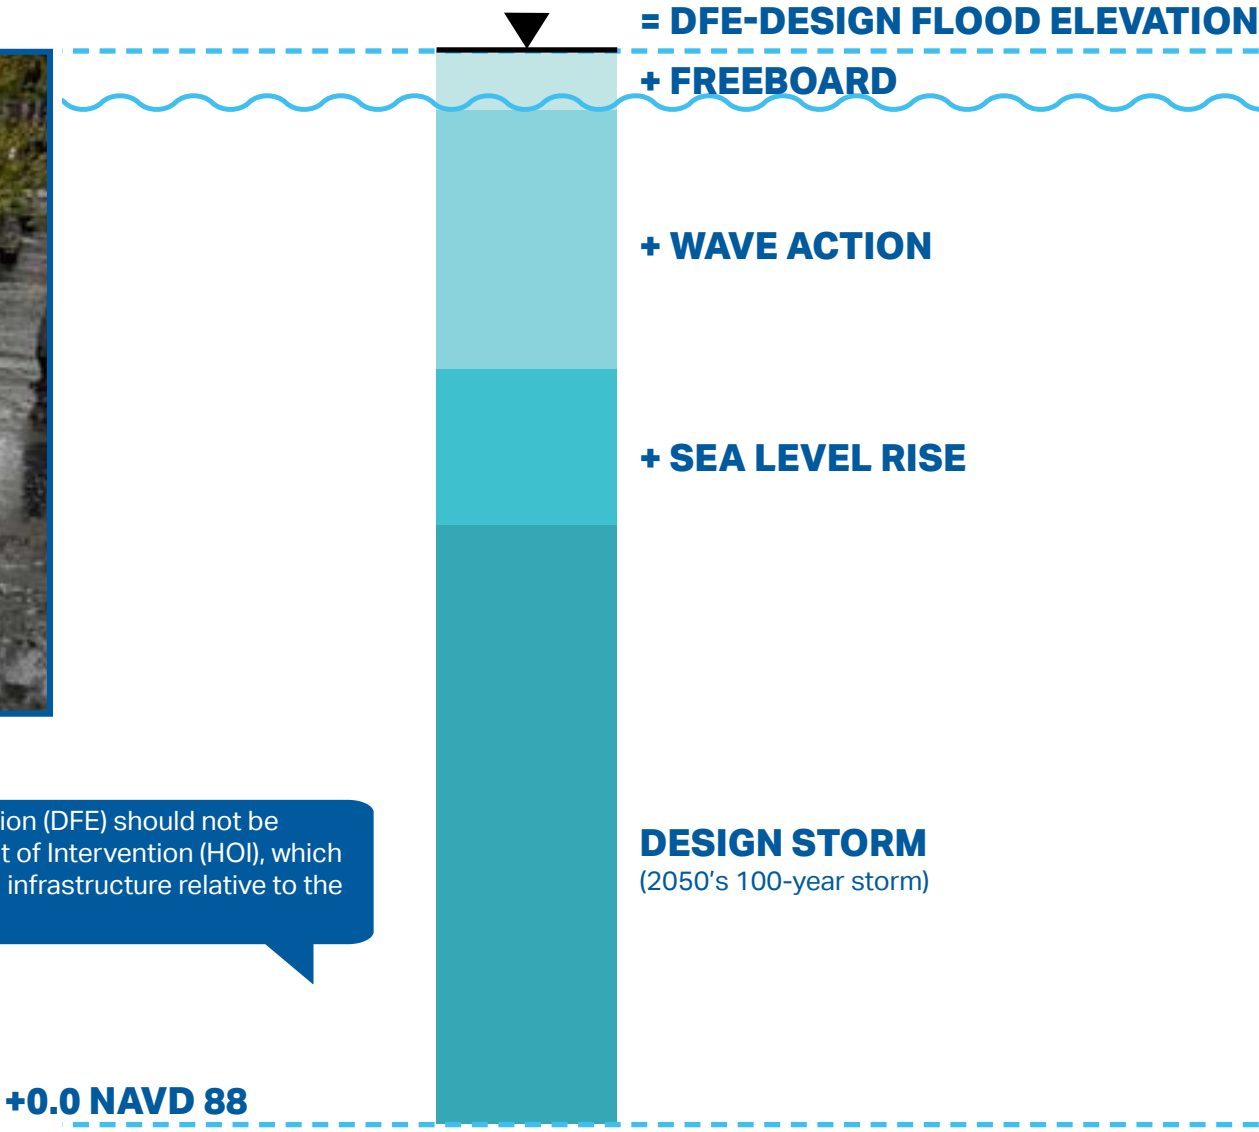 = DFE-DESIGN FLOOD ELEVATION
+ FREEBOARD
+ WAVE ACTION
+ SEA LEVEL RISE
(DFE) should not be
of Intervention (HOI), which
infrastructure relative to the
DESIGN STORM
(2050's 100-year storm)
+0.0 NAVD 88